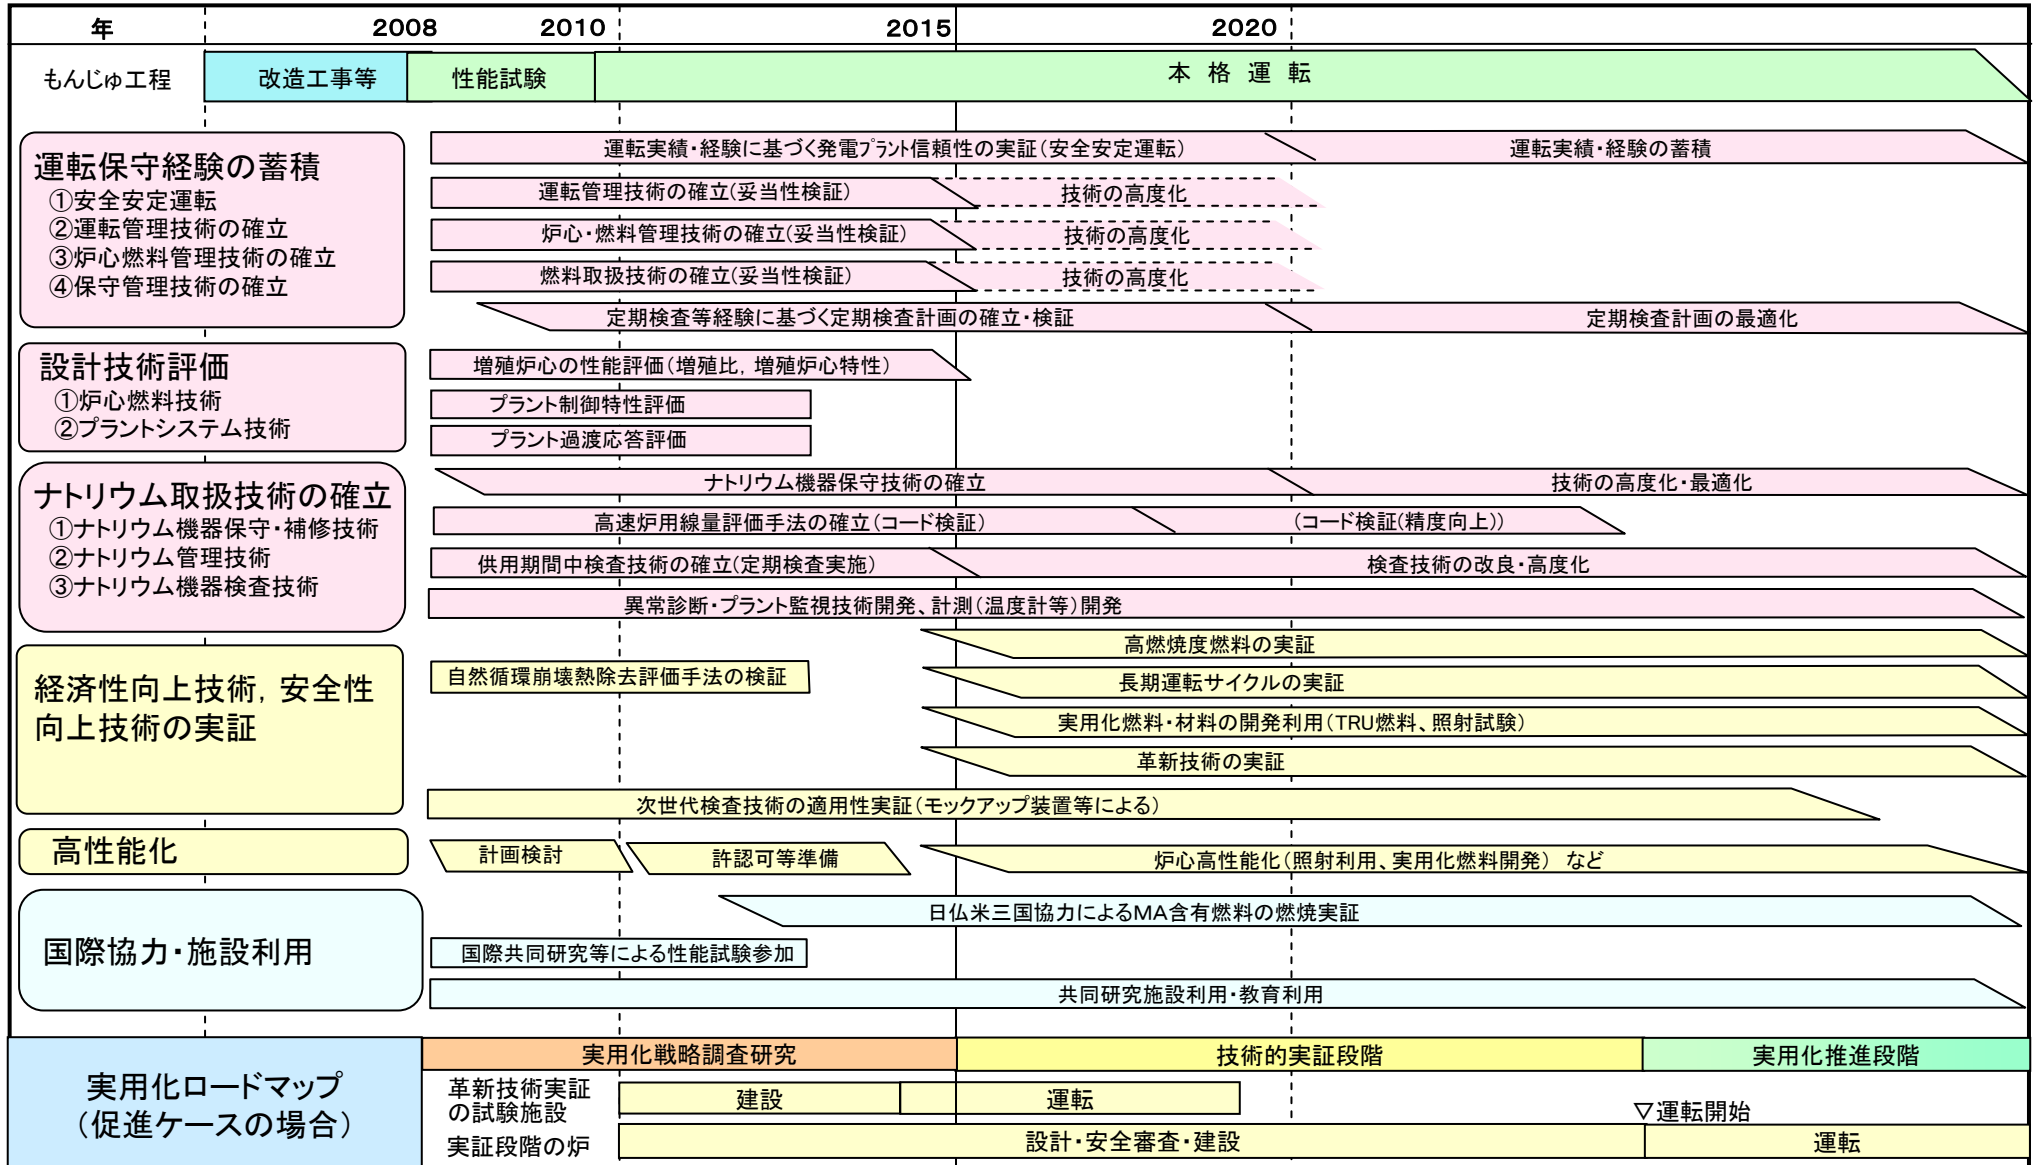 年 2008 2010 2015 2020
もんじゅ工程 改造工事等 性能試験 本格運転
運転保守経験の蓄積
①安全安定運転
②運転管理技術の確立
③炉心燃料管理技術の確立
④保守管理技術の確立
運転実績・経験に基づく発電プラント信頼性の実証(安全安定運転) 運転実績・経験の蓄積
運転管理技術の確立(妥当性検証) 技術の高度化
炉心・燃料管理技術の確立(妥当性検証) 技術の高度化
燃料取扱技術の確立(妥当性検証) 技術の高度化
定期検査等経験に基づく定期検査計画の確立・検証 定期検査計画の最適化
設計技術評価
①炉心燃料技術
②プラントシステム技術
増殖炉心の性能評価(増殖比, 増殖炉心特性)
プラント制御特性評価
プラント過渡応答評価
ナトリウム取扱技術の確立
①ナトリウム機器保守・補修技術
②ナトリウム管理技術
③ナトリウム機器検査技術
ナトリウム機器保守技術の確立 技術の高度化・最適化
高速炉用線量評価手法の確立(コード検証) (コード検証(精度向上))
供用期間中検査技術の確立(定期検査実施) 検査技術の改良・高度化
異常診断・プラント監視技術開発、計測(温度計等)開発
経済性向上技術, 安全性
向上技術の実証
高燃焼度燃料の実証
自然循環崩壊熱除去評価手法の検証 長期運転サイクルの実証
実用化燃料・材料の開発利用(TRU燃料、照射試験)
革新技術の実証
次世代検査技術の適用性実証(モックアップ装置等による)
高性能化
計画検討 許認可等準備 炉心高性能化(照射利用、実用化燃料開発) など
国際協力・施設利用
日仏米三国協力によるMA含有燃料の燃焼実証
国際共同研究等による性能試験参加
共同研究施設利用・教育利用
実用化ロードマップ
(促進ケースの場合)
実用化戦略調査研究 技術的実証段階 実用化推進段階
革新技術実証
の試験施設
建設 運転
▽運転開始
実証段階の炉 設計・安全審査・建設 運転